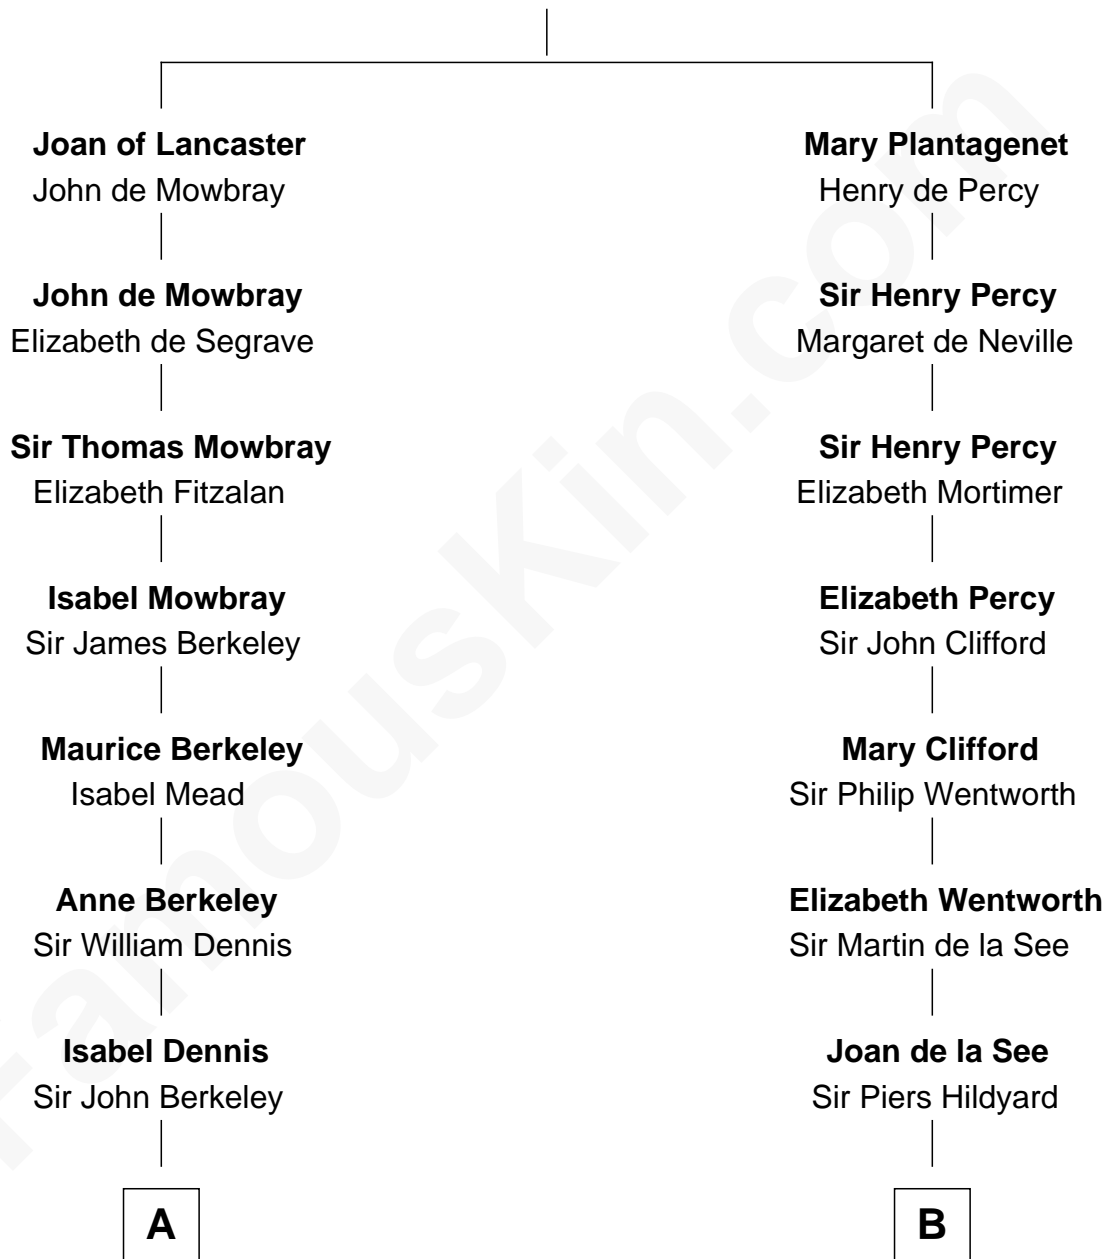 Joan of Lancaster
John de Mowbray
John de Mowbray
Elizabeth de Segrave
Sir Thomas Mowbray
Elizabeth Fitzalan
Isabel Mowbray
Sir James Berkeley
Maurice Berkeley
Isabel Mead
Anne Berkeley
Sir William Dennis
Isabel Dennis
Sir John Berkeley
A
Mary Plantagenet
Henry de Percy
Sir Henry Percy
Margaret de Neville
Sir Henry Percy
Elizabeth Mortimer
Elizabeth Percy
Sir John Clifford
Mary Clifford
Sir Philip Wentworth
Elizabeth Wentworth
Sir Martin de la See
Joan de la See
Sir Piers Hildyard
B
FamousKin.com